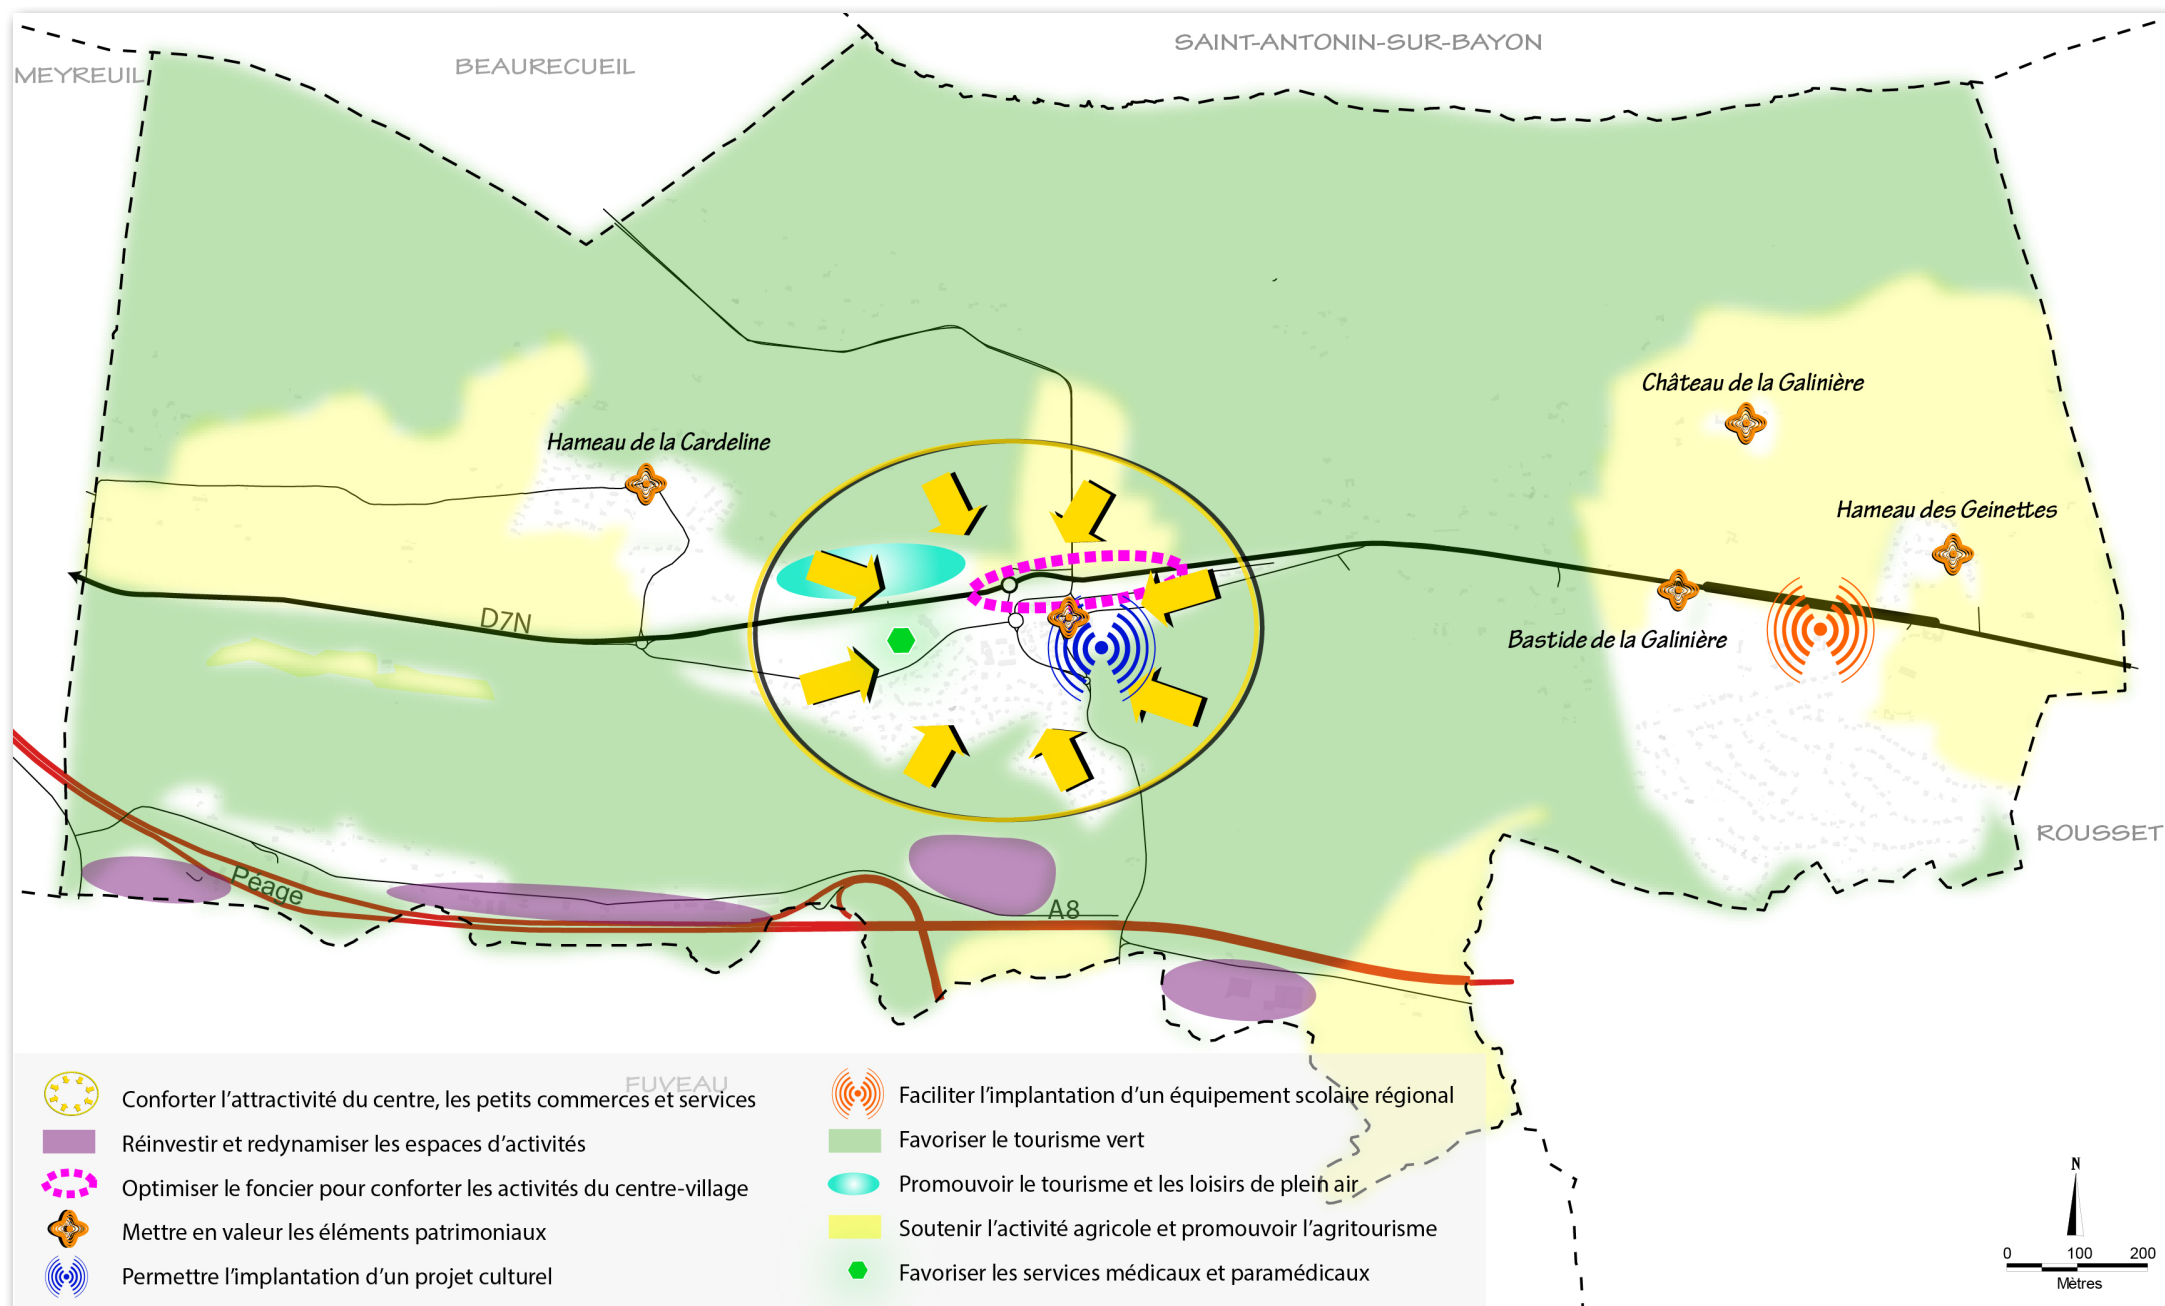 SAINT-ANTONIN-SUR-BAYON
BEAURECUEIL
MEYREUIL
Château de la Galinière
Hameau de la Cardeline
Hameau des Geinettes
D7N
Bastide de la Galinière
ROUSSET
Péage
A8
FUVEAU
Conforter l'attractivité du centre, les petits commerces et services
Réinvestir et redynamiser les espaces d'activités
Optimiser le foncier pour conforter les activités du centre-village
Mettre en valeur les éléments patrimoniaux
Permettre l'implantation d'un projet culturel
Faciliter l'implantation d'un équipement scolaire régional
Favoriser le tourisme vert
Promouvoir le tourisme et les loisirs de plein air
Soutenir l'activité agricole et promouvoir l'agritourisme
Favoriser les services médicaux et paramédicaux
N
0 100 200
Mètres